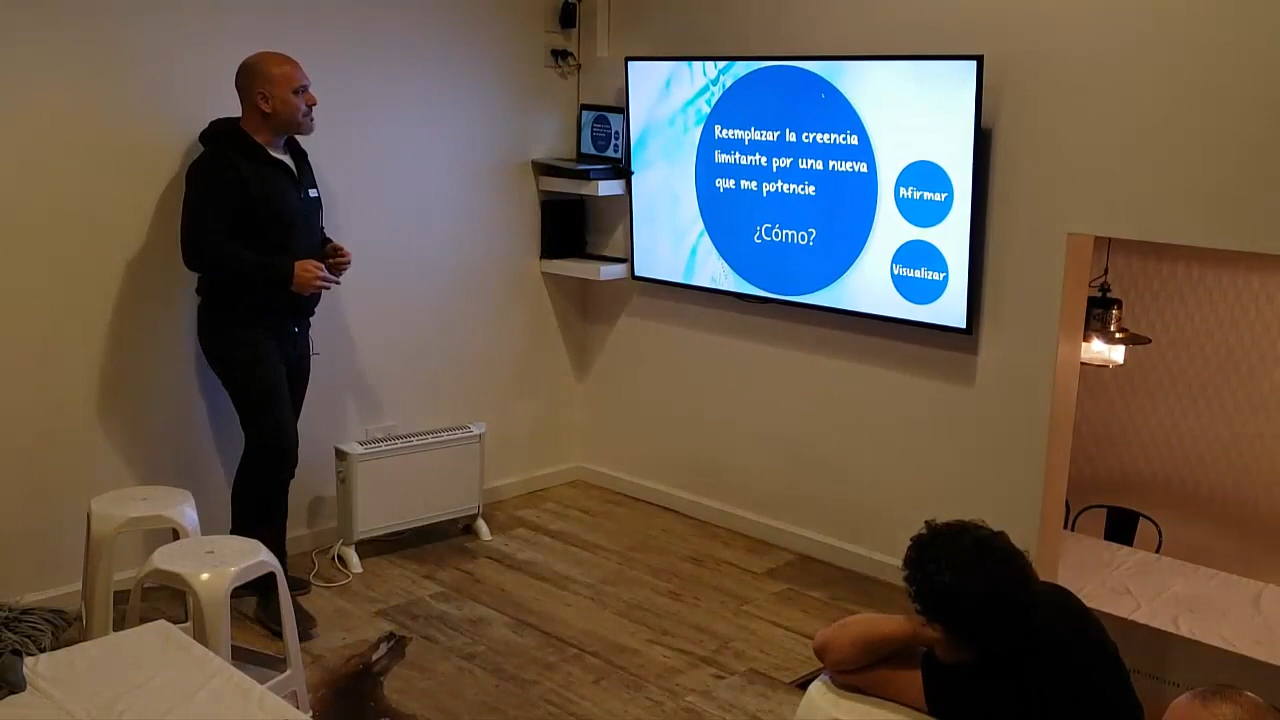 Reemplazar la creencia
limitante por una nueva
que me potencie
¿Cómo?
Afirmar
Visualizar